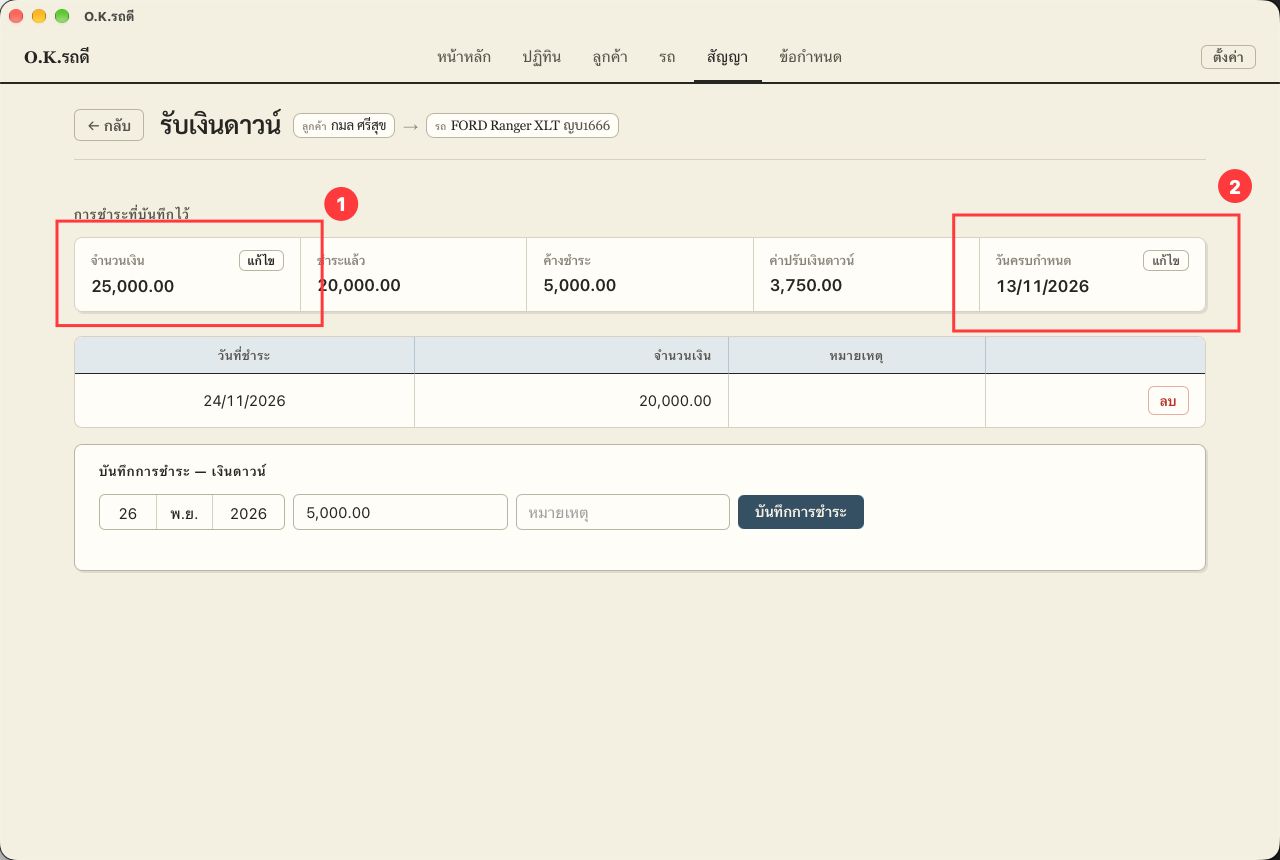 O.K.รถดี
O.K.รถดี หน้าหลัก ปฏิทิน ลูกค้า รถ สัญญา ข้อกำหนด ตั้งค่า
← กลับ รับเงินดาวน์ ลูกค้า กมล ศรีสุข → รถ FORD Ranger XLT ญบ1666
1 2
การชำระที่บันทึกไว้
จำนวนเงิน แก้ไข ชำระแล้ว ค้างชำระ ค่าปรับเงินดาวน์ วันครบกำหนด แก้ไข
25,000.00 20,000.00 5,000.00 3,750.00 13/11/2026
วันที่ชำระ จำนวนเงิน หมายเหตุ
24/11/2026 20,000.00 ลบ
บันทึกการชำระ — เงินดาวน์
26 พ.ย. 2026 5,000.00 หมายเหตุ บันทึกการชำระ